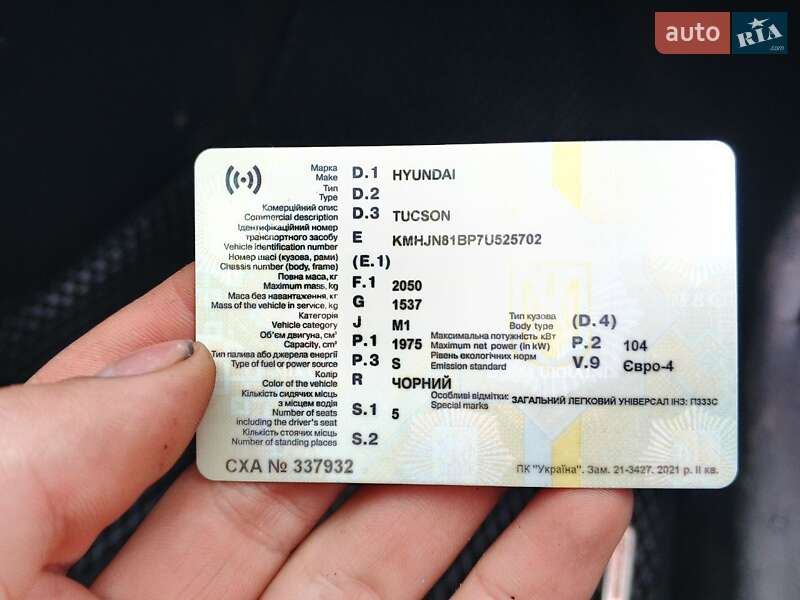 auto RIA.com
Марка D.1 HYUNDAI
Make
Тип D.2
Type
Комерційний опис D.3 TUCSON
Commercial description
Ідентифікаційний номер
транспортного засобу E KMHJN81BP7U525702
Vehicle identification number
Номер шасі (кузова, рами) (E.1)
Chassis number (body, frame)
Повна маса, кг F.1 2050
Maximum mass, kg
Маса без навантаження, кг G 1537
Mass of the vehicle in service, kg
Категорія J M1 Тип кузова (D.4)
Vehicle category Body type
Об'єм двигуна, см³ P.1 1975 Максимальна потужність кВт P.2 104
Capacity, cm³ Maximum net power (in kW)
Тип палива або джерела енергії P.3 S Рівень екологічних норм V.9 Євро-4
Type of fuel or power source Emission standard
Колір R ЧОРНИЙ
Color of the vehicle
Кількість сидячих місць Особливі відмітки: ЗАГАЛЬНИЙ ЛЕГКОВИЙ УНІВЕРСАЛ ІНЗ: П333С
з місцем водія S.1 5 Special marks
Number of seats
including the driver's seat
Кількість стоячих місць S.2
Number of standing places
СХА № 337932 ПК "Україна". Зам. 21-3427. 2021 р. II кв.